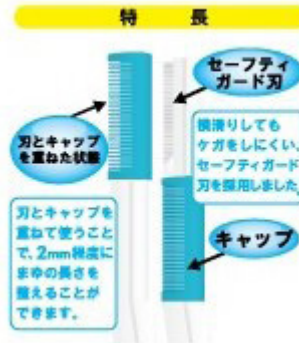 特 長
セーフティ
ガード刃
刃とキャップ
を重ねた状態
横滑りしても
ケガをしにくい、
セーフティガード
刃を採用しました。
刃とキャップを
重ねて使うこと
で、2mm程度に
まゆの長さを
整えることが
できます。
キャップ